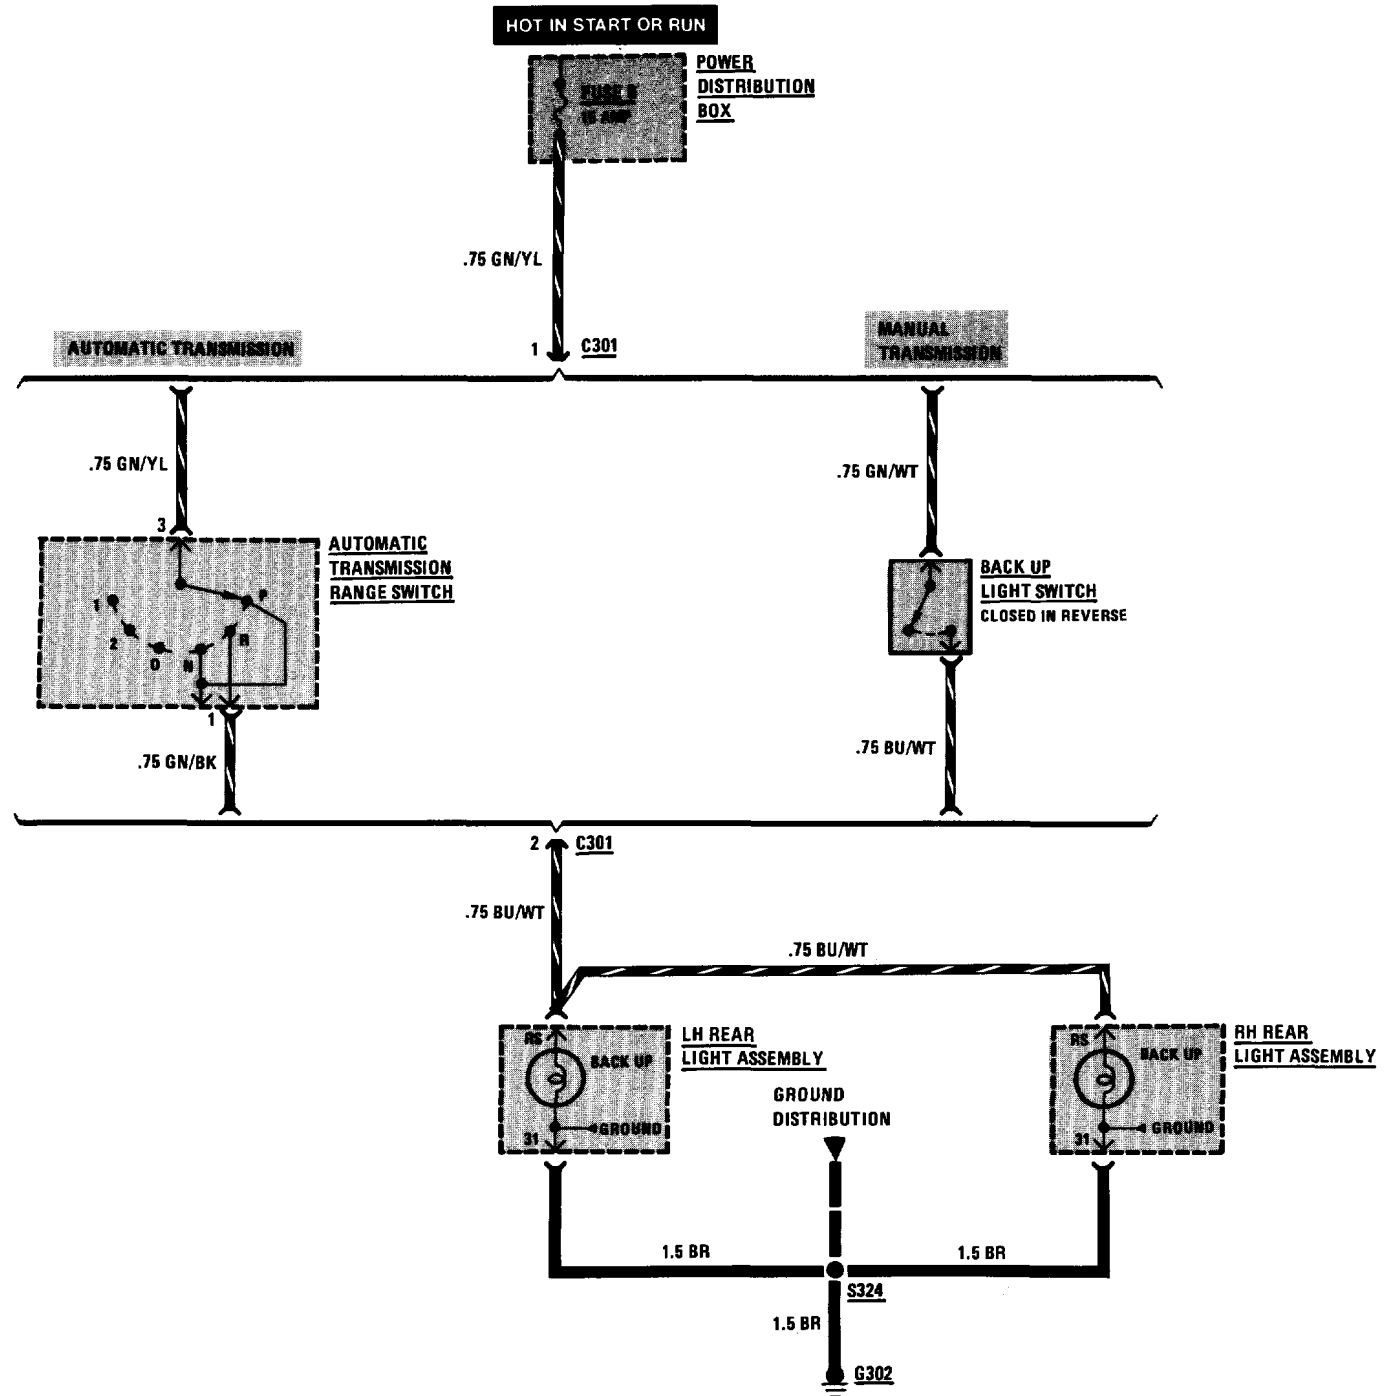 HOT IN START OR RUN
POWER
DISTRIBUTION
BOX
FUSE
15 AMP
.75 GN/YL
1 C301
AUTOMATIC TRANSMISSION
MANUAL
TRANSMISSION
.75 GN/YL
.75 GN/WT
3
AUTOMATIC
TRANSMISSION
RANGE SWITCH
P
1
2
D
N
R
1
BACK UP
LIGHT SWITCH
CLOSED IN REVERSE
.75 GN/BK
.75 BU/WT
2 C301
.75 BU/WT
.75 BU/WT
LH REAR
LIGHT ASSEMBLY
RS
BACK UP
GROUND
31
RH REAR
LIGHT ASSEMBLY
RS
BACK UP
GROUND
31
GROUND
DISTRIBUTION
1.5 BR
1.5 BR
S324
1.5 BR
G302